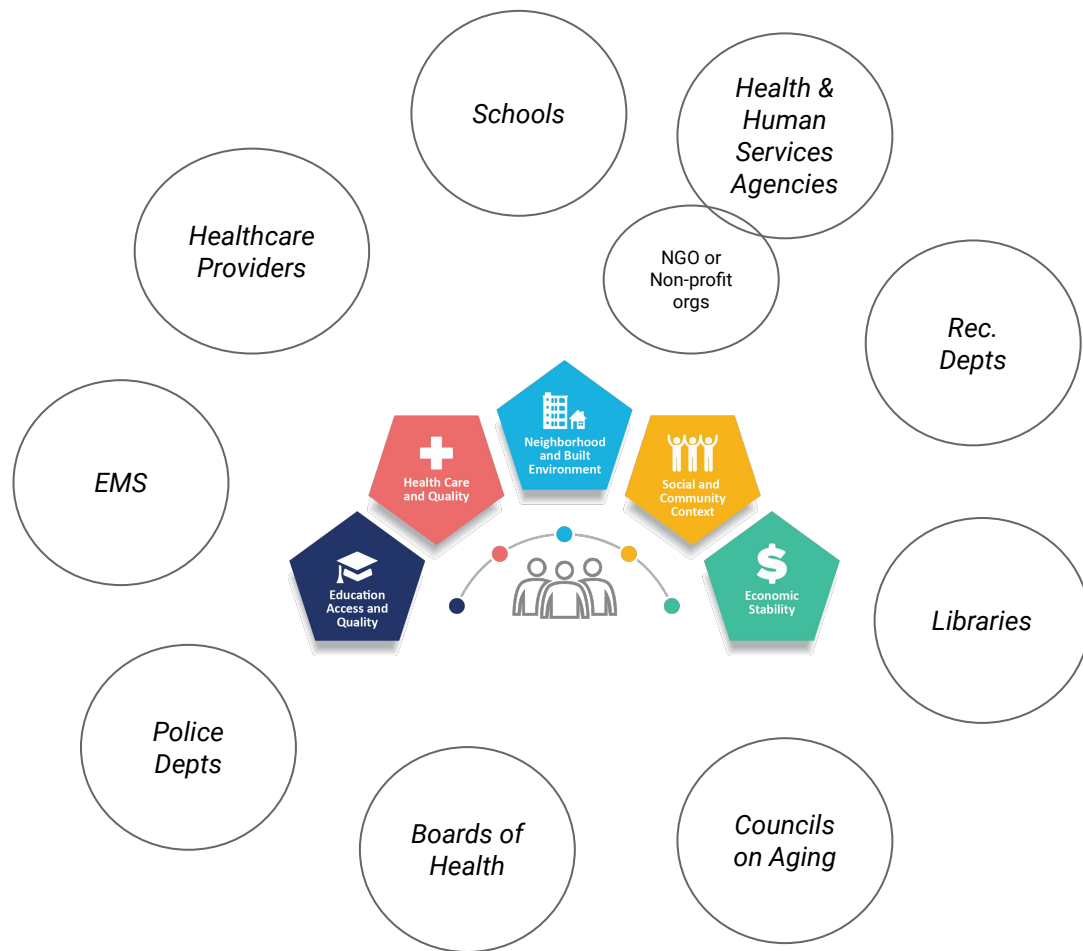 Schools
Health &
Human
Services
Agencies
Healthcare
Providers
NGO or
Non-profit
orgs
Rec.
Depts
EMS
Neighborhood
and Built
Environment
Health Care
and Quality
Social and
Community
Context
Education
Access and
Quality
Economic
Stability
Libraries
Police
Depts
Boards of
Health
Councils
on Aging